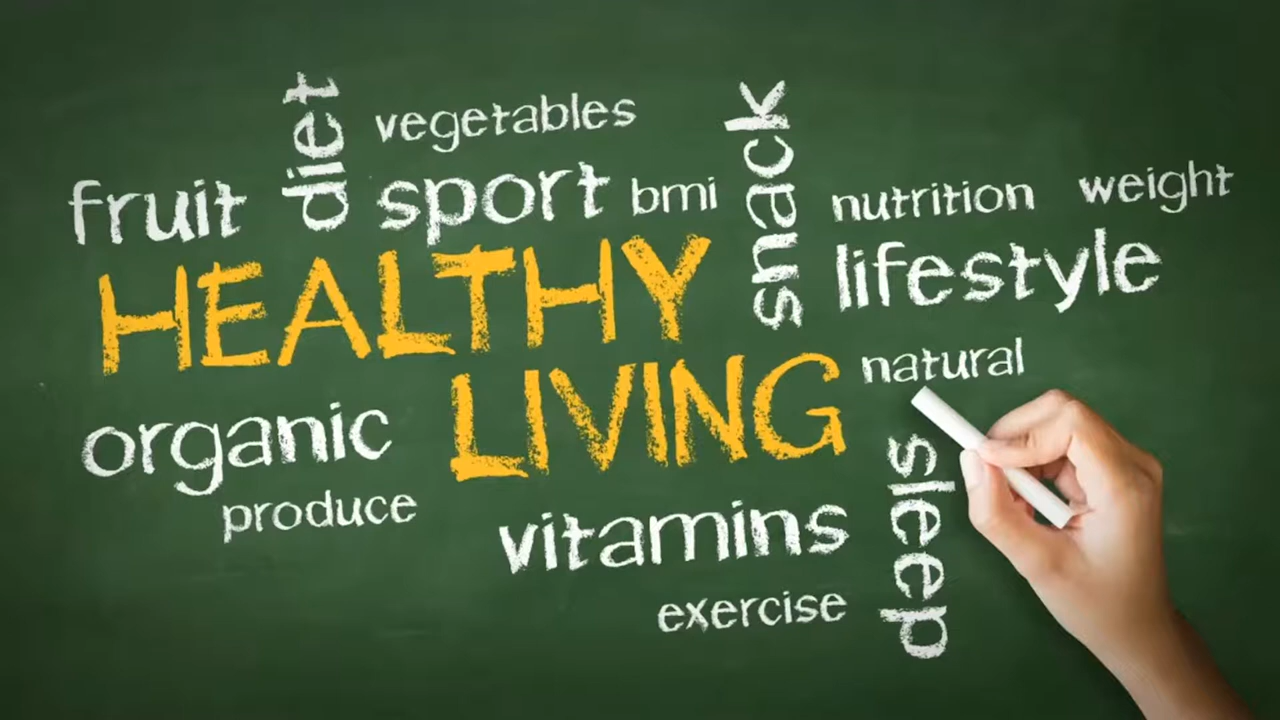 diet
vegetables
snack
fruit
sport
bmi
nutrition
weight
HEALTHY
lifestyle
LIVING
natural
organic
sleep
produce
vitamins
exercise